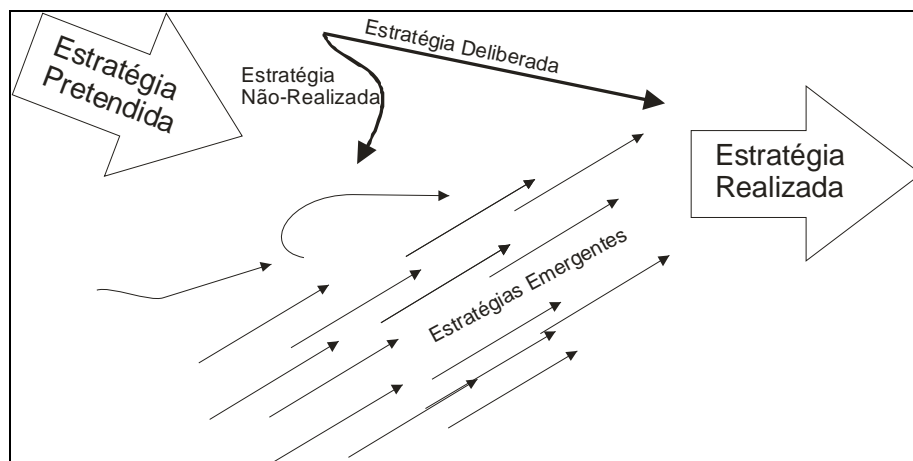 Estratégia
Pretendida
Estratégia Deliberada
Estratégia
Não-Realizada
Estratégia
Realizada
Estratégias Emergentes